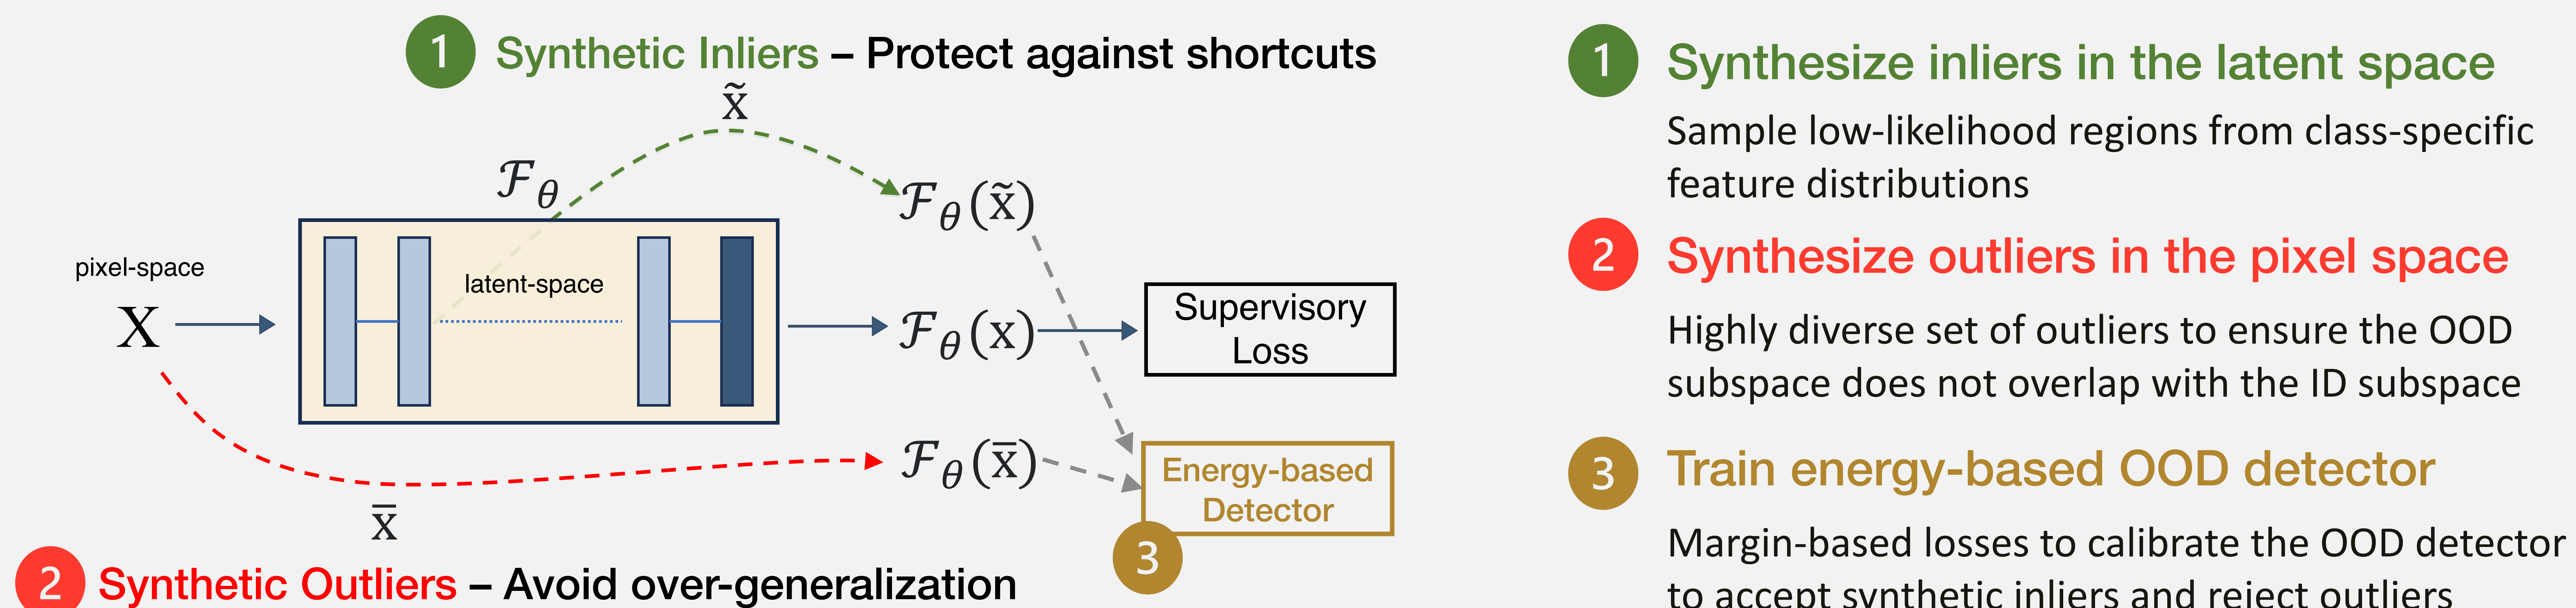 1 Synthetic Inliers – Protect against shortcuts
x̃
ℱθ
ℱθ(x̃)
pixel-space
latent-space
X
ℱθ(x)
Supervisory
Loss
ℱθ(x̄)
Energy-based
Detector
x̄
3
2 Synthetic Outliers – Avoid over-generalization
1 Synthesize inliers in the latent space
Sample low-likelihood regions from class-specific
feature distributions
2 Synthesize outliers in the pixel space
Highly diverse set of outliers to ensure the OOD
subspace does not overlap with the ID subspace
3 Train energy-based OOD detector
Margin-based losses to calibrate the OOD detector
to accept synthetic inliers and reject outliers